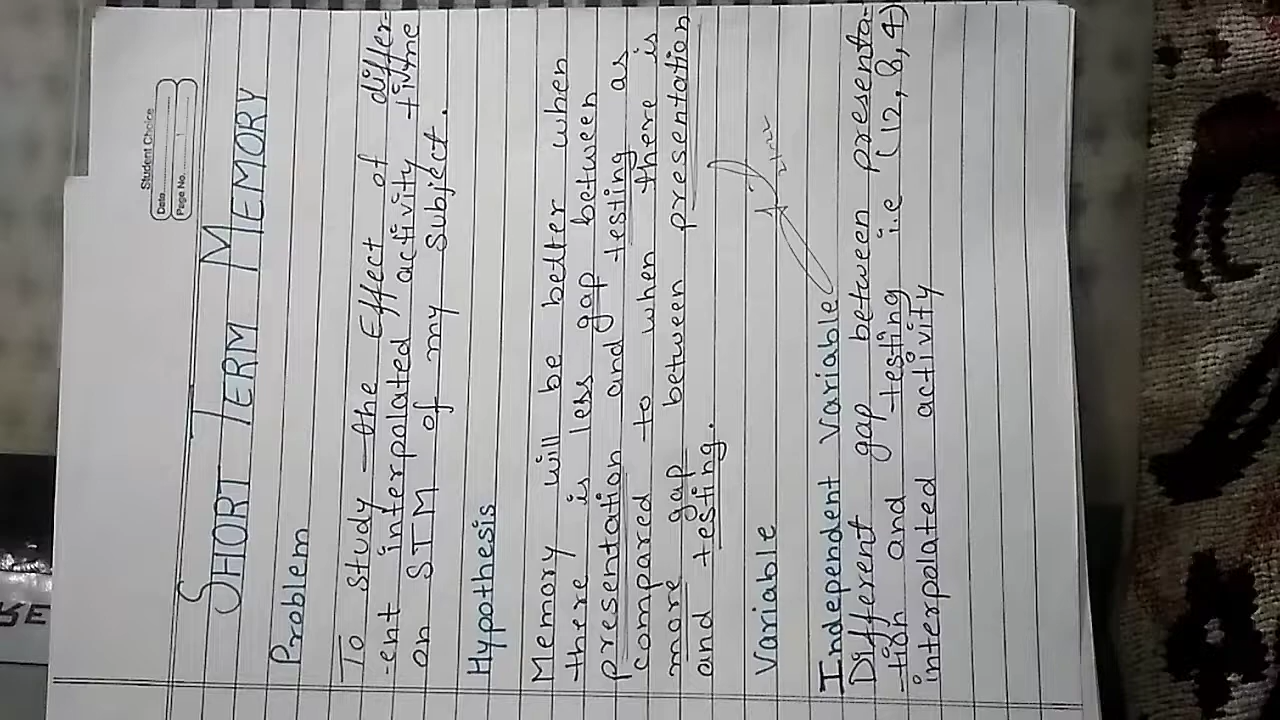 Student Choice
Date
Page No. 1
SHORT TERM MEMORY
Problem
To study the Effect of differ-
-ent interpolated activity time
on STM of my subject.
Hypothesis
Memory will be better when
there is less gap between
presentation and testing as
compared to when there is
more gap between presentation
and testing.
Variable
Independent Variable
Different gap between presenta-
-tion and testing i.e (12, 8, 4)
interpolated activity
RE